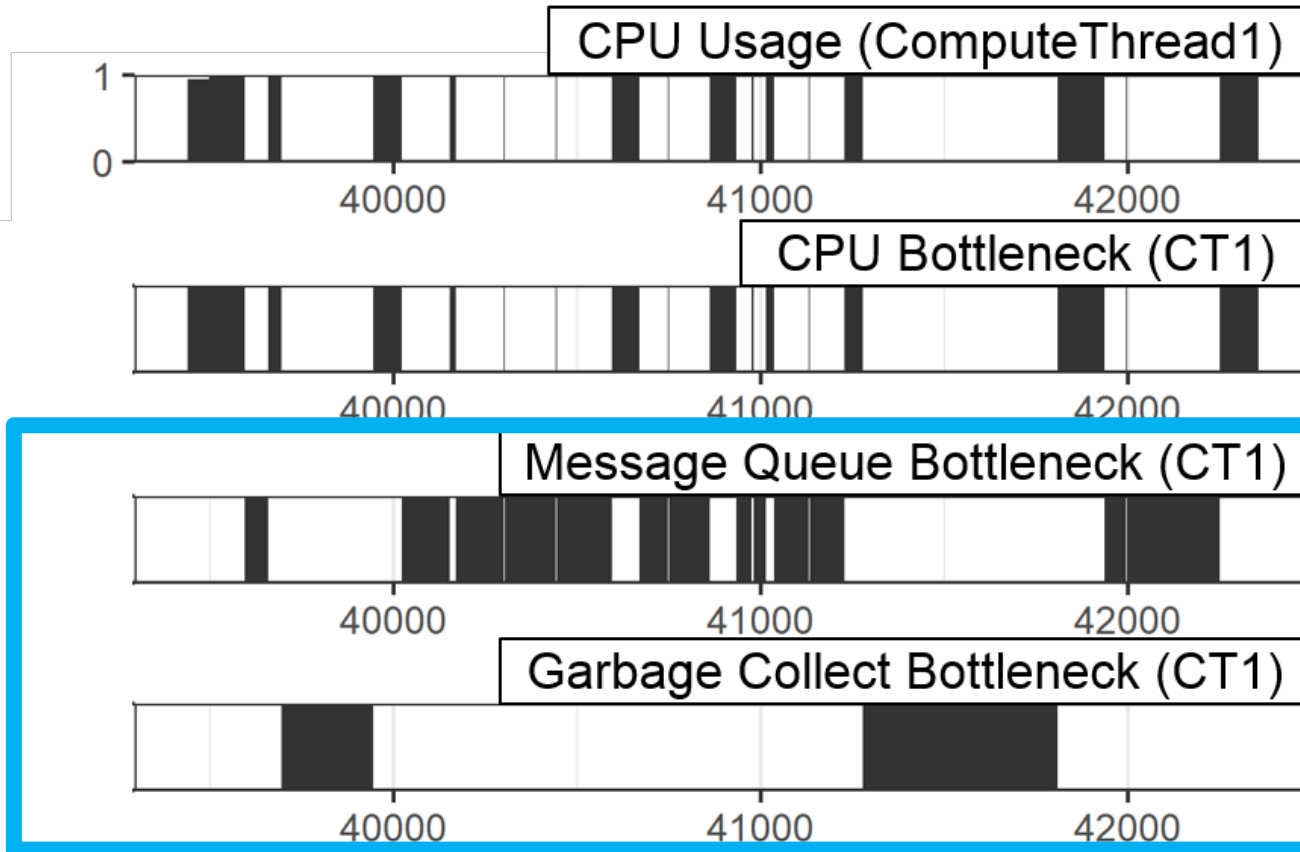 CPU Usage (ComputeThread1)
1
0
40000 41000 42000
CPU Bottleneck (CT1)
40000 41000 42000
Message Queue Bottleneck (CT1)
40000 41000 42000
Garbage Collect Bottleneck (CT1)
40000 41000 42000